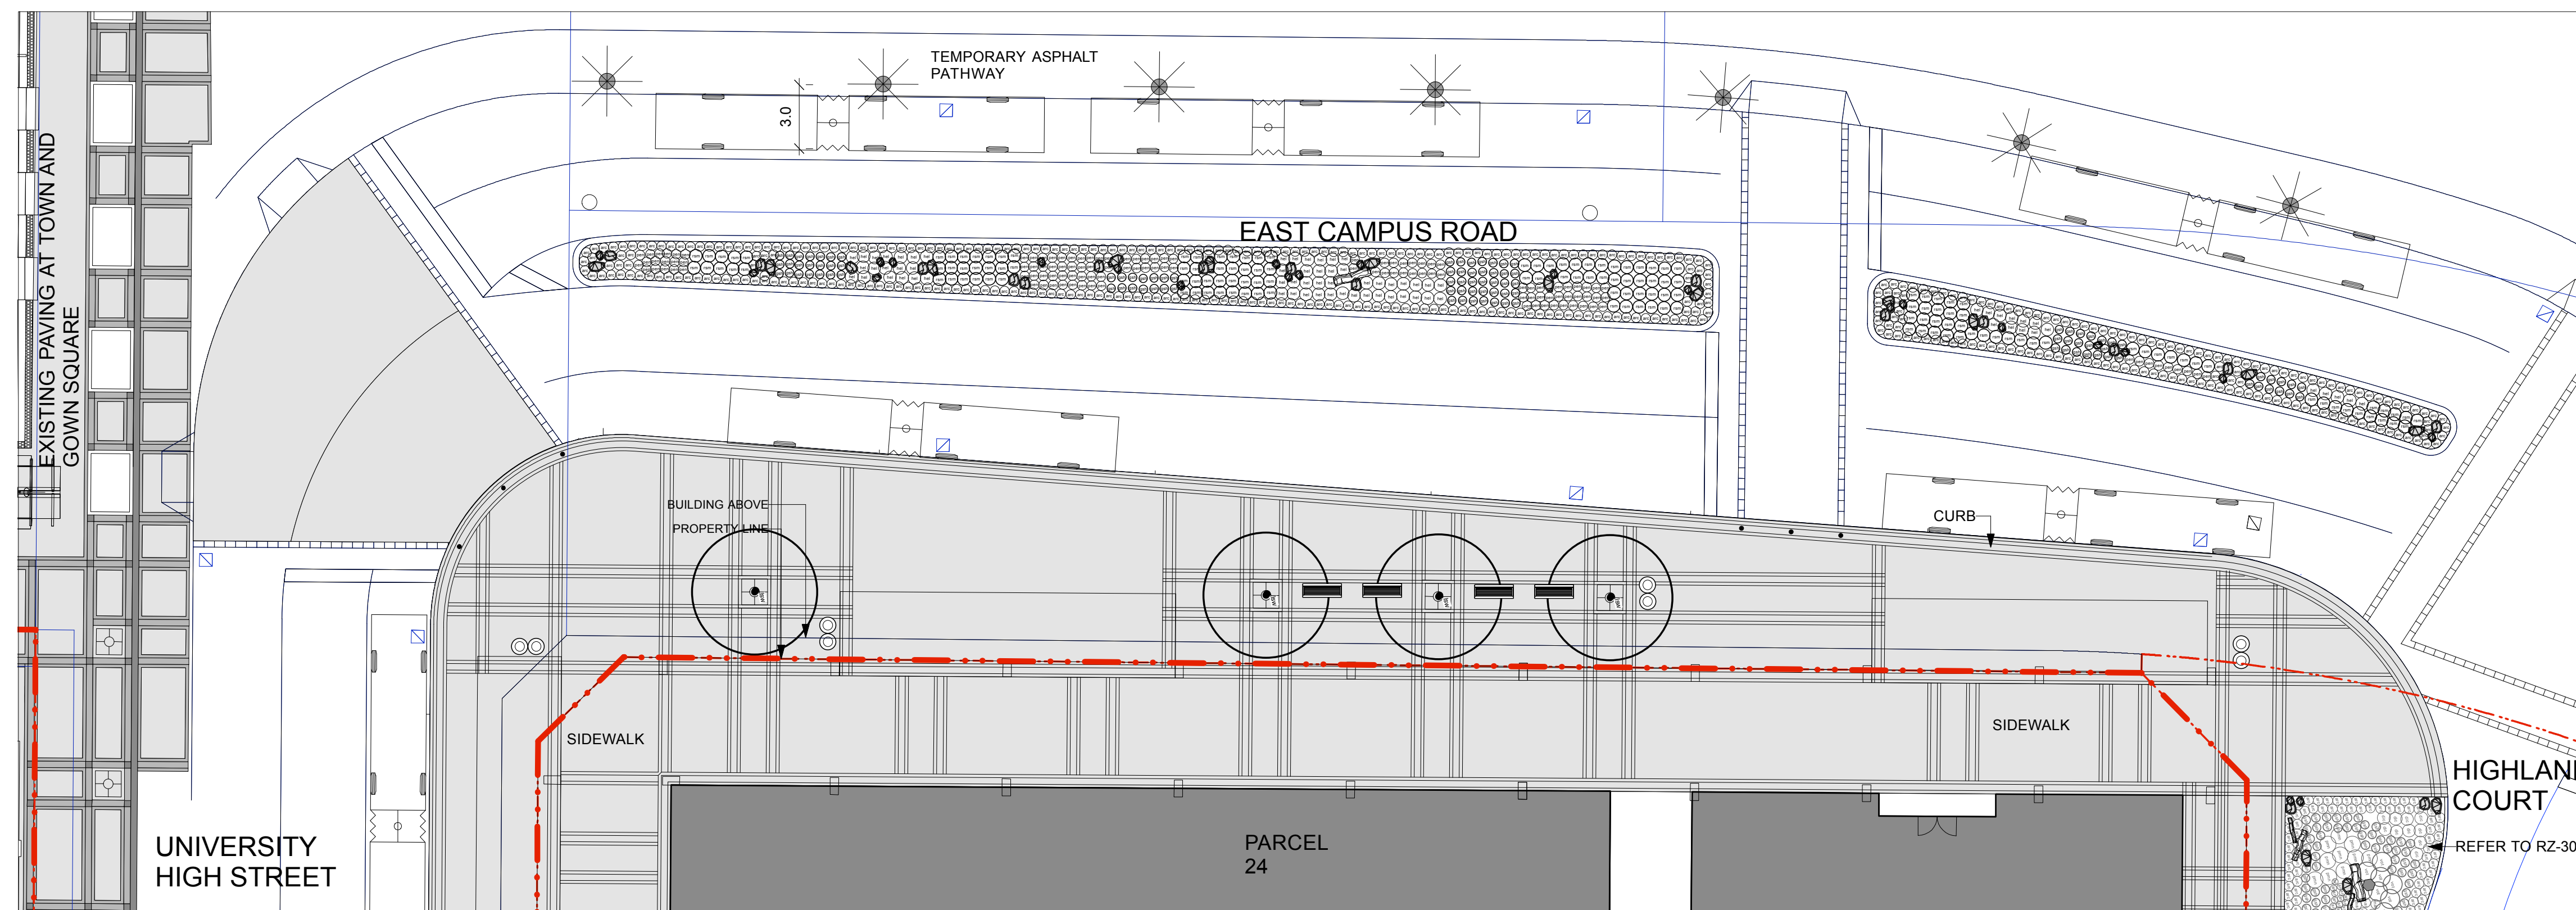 TEMPORARY ASPHALT
PATHWAY
3.0
EXISTING PAVING AT TOWN AND
GOWN SQUARE
EAST CAMPUS ROAD
BUILDING ABOVE
PROPERTY LINE
CURB
SIDEWALK
SIDEWALK
HIGHLAN
COURT
UNIVERSITY
HIGH STREET
PARCEL
24
REFER TO RZ-30